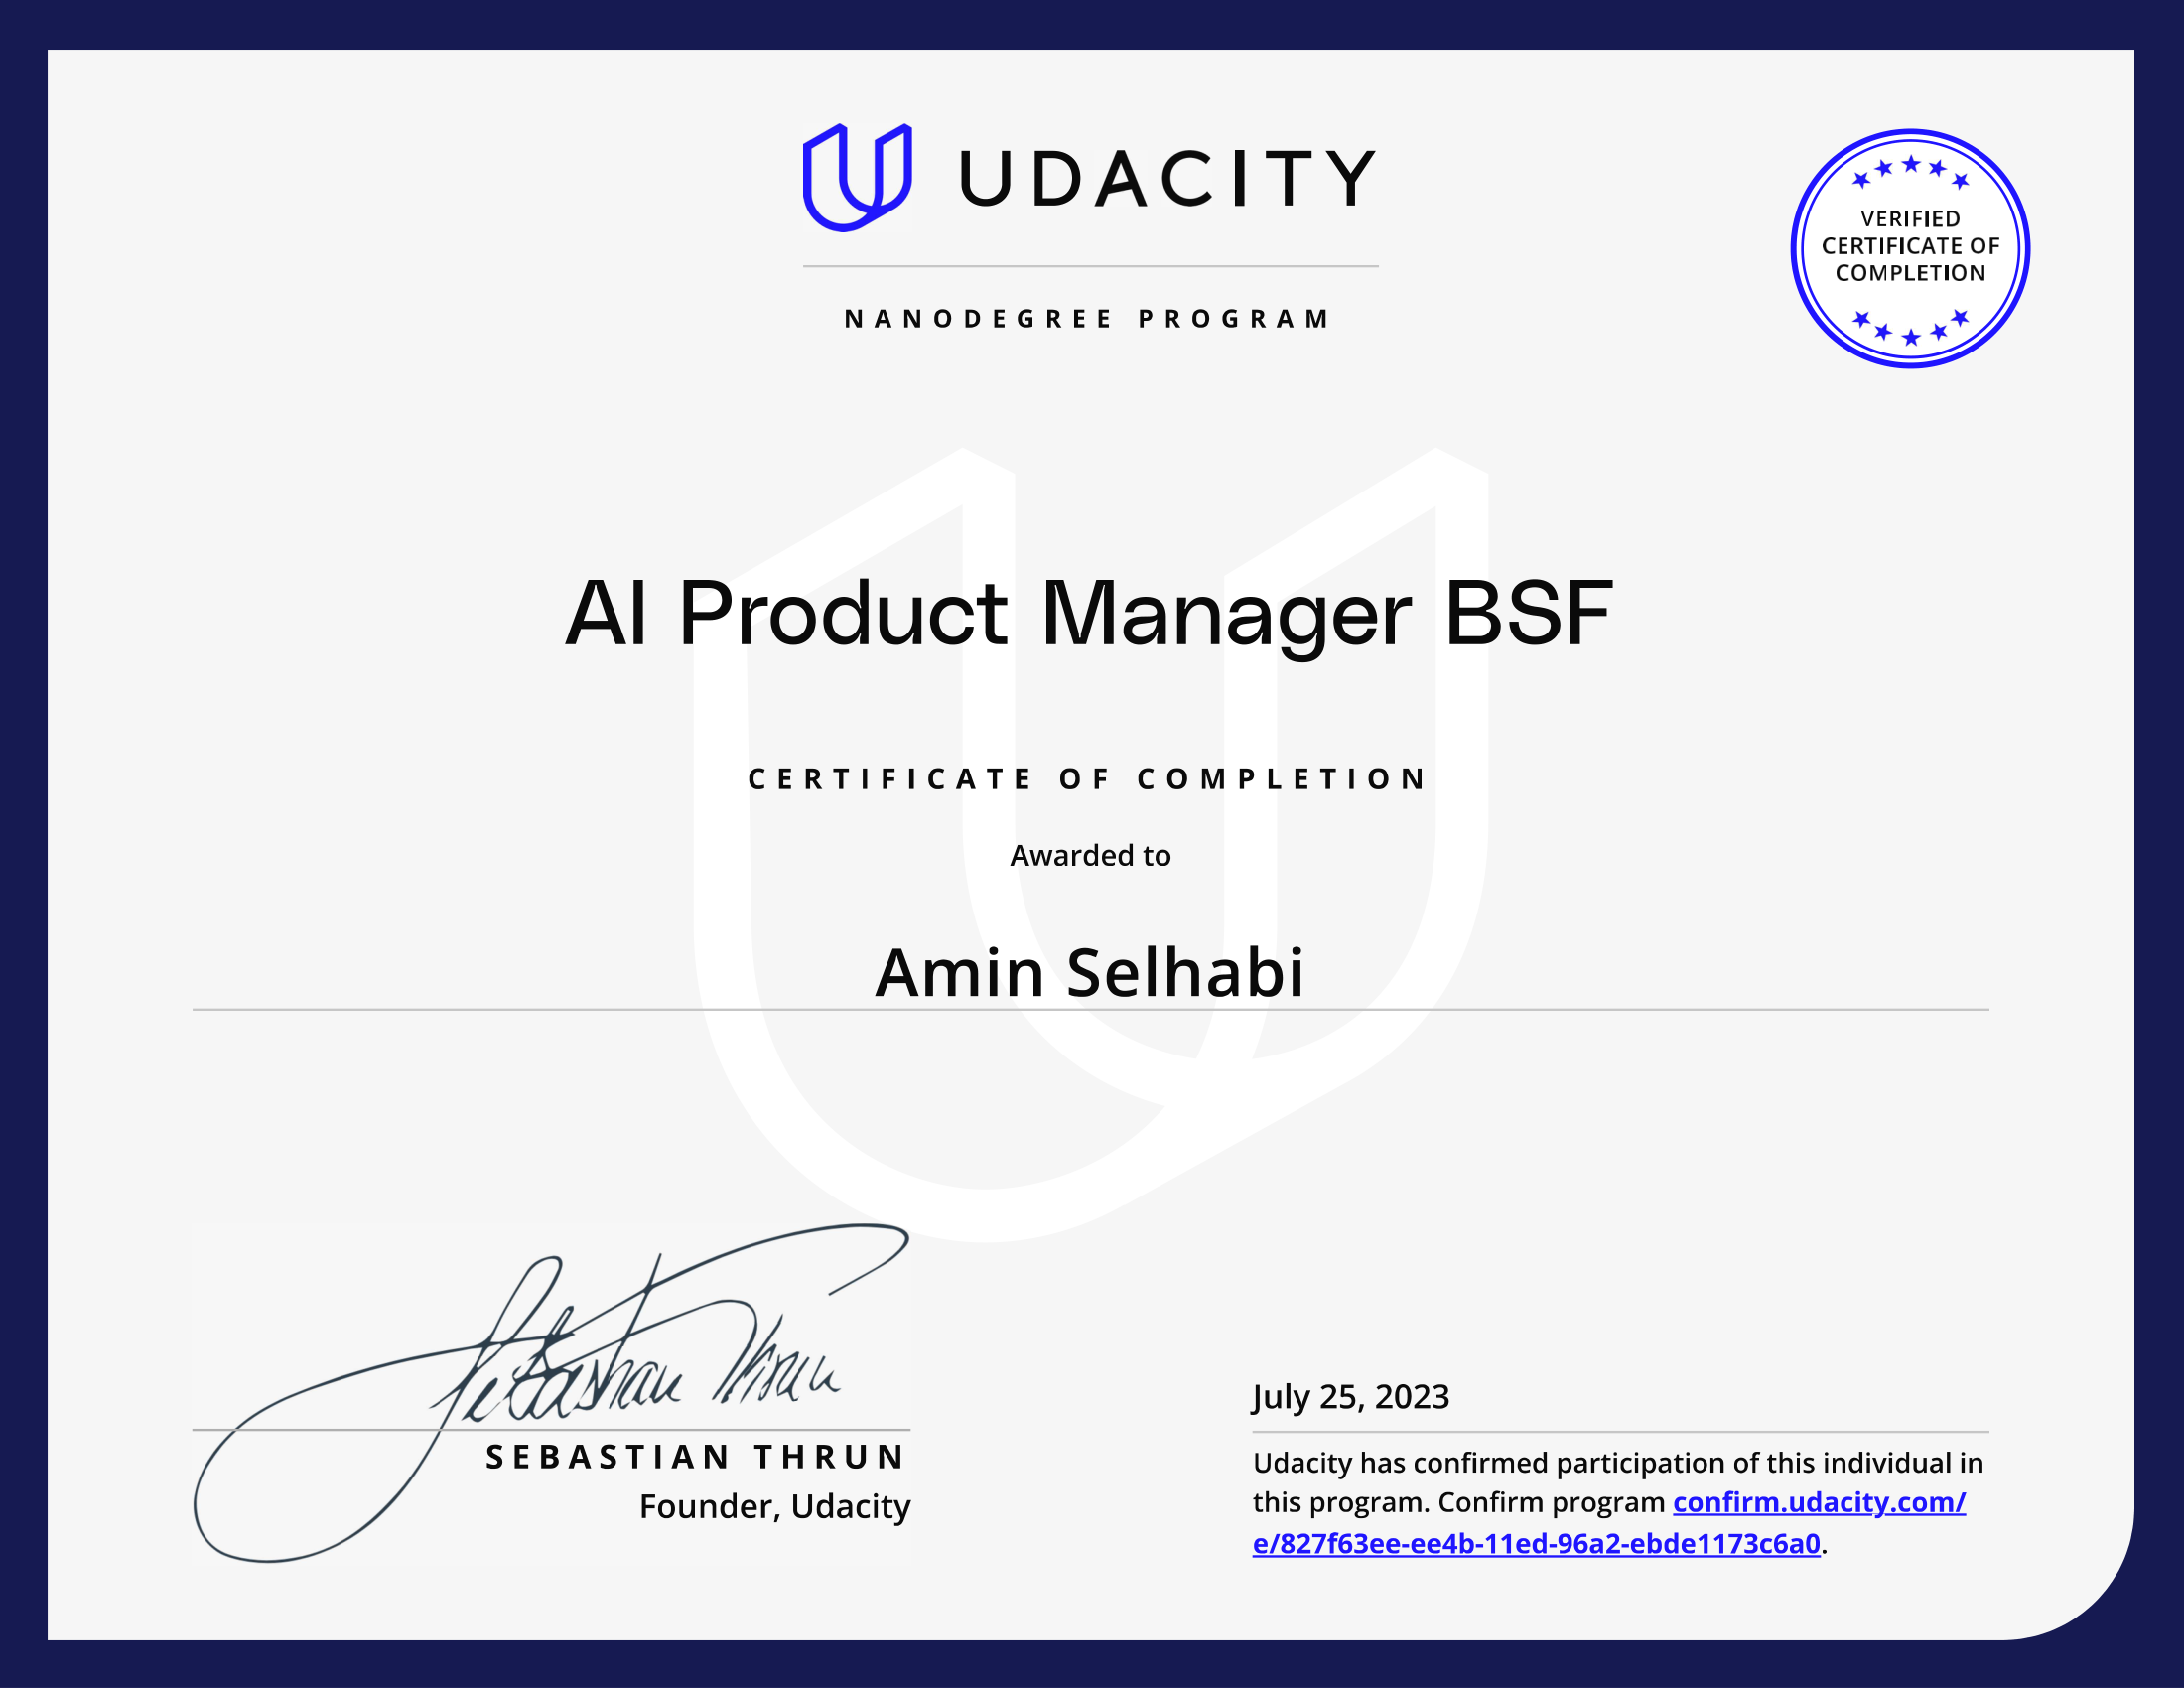 UDACITY
NANODEGREE PROGRAM
VERIFIED
CERTIFICATE OF
COMPLETION
AI Product Manager BSF
CERTIFICATE OF COMPLETION
Awarded to
Amin Selhabi
Sebastian Thrun
SEBASTIAN THRUN
Founder, Udacity
July 25, 2023
Udacity has confirmed participation of this individual in
this program. Confirm program confirm.udacity.com/
e/827f63ee-ee4b-11ed-96a2-ebde1173c6a0.